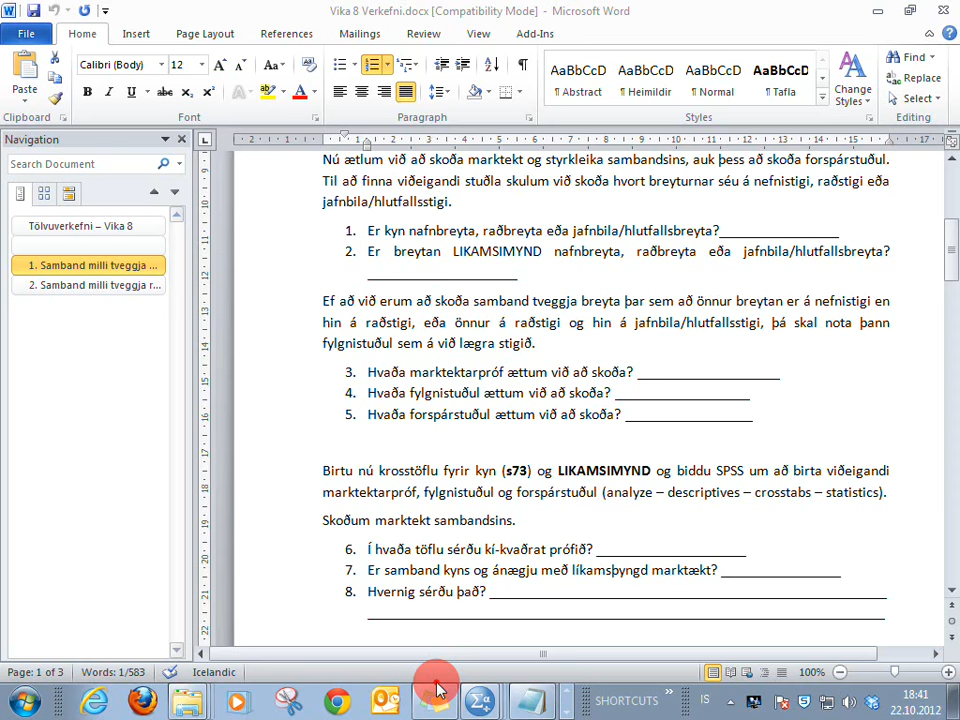 Vika 8 Verkefni.docx [Compatibility Mode] - Microsoft Word
File Home Insert Page Layout References Mailings Review View Add-Ins
Calibri (Body) 12 Aa
AaBbCcD AaBbCcD AaBbCcD AaBbCcD
Find
Replace
Select
Paste
B I U abc x₂ x² A A
¶ Abstract ¶ Heimildir ¶ Normal ¶ Tafla
Change Styles
Clipboard Font Paragraph Styles Editing
Navigation
Search Document
Tölvuverkefni – Vika 8
1. Samband milli tveggja ...
2. Samband milli tveggja r...
Nú ætlum við að skoða marktekt og styrkleika sambandsins, auk þess að skoða forspárstuðul.
Til að finna viðeigandi stuðla skulum við skoða hvort breyturnar séu á nefnistigi, raðstigi eða
jafnbila/hlutfallsstigi.
1. Er kyn nafnbreyta, raðbreyta eða jafnbila/hlutfallsbreyta?
2. Er breytan LIKAMSIMYND nafnbreyta, raðbreyta eða jafnbila/hlutfallsbreyta?
Ef að við erum að skoða samband tveggja breyta þar sem að önnur breytan er á nefnistigi en
hin á raðstigi, eða önnur á raðstigi og hin á jafnbila/hlutfallsstigi, þá skal nota þann
fylgnistuðul sem á við lægra stigið.
3. Hvaða marktektarpróf ættum við að skoða?
4. Hvaða fylgnistuðul ættum við að skoða?
5. Hvaða forspárstuðul ættum við að skoða?
Birtu nú krosstöflu fyrir kyn (s73) og LIKAMSIMYND og biddu SPSS um að birta viðeigandi
marktektarpróf, fylgnistuðul og forspárstuðul (analyze – descriptives – crosstabs – statistics).
Skoðum marktekt sambandsins.
6. Í hvaða töflu sérðu kí-kvaðrat prófið?
7. Er samband kyns og ánægju með líkamsþyngd marktækt?
8. Hvernig sérðu það?
Page: 1 of 3 Words: 1/583 Icelandic 100%
SHORTCUTS » IS 18:41
22.10.2012